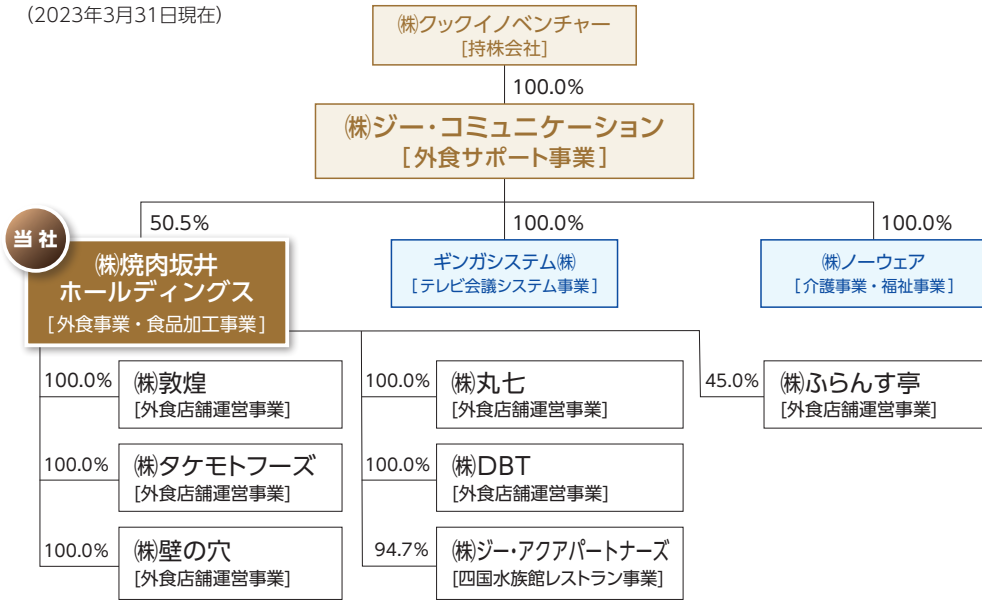 (2023年3月31日現在)
㈱クックイノベンチャー
[持株会社]
100.0%
㈱ジー・コミュニケーション
[外食サポート事業]
50.5%
100.0%
100.0%
当社
㈱焼肉坂井
ホールディングス
[外食事業・食品加工事業]
ギンガシステム㈱
[テレビ会議システム事業]
㈱ノーウェア
[介護事業・福祉事業]
100.0%
㈱敦煌
[外食店舗運営事業]
100.0%
㈱丸七
[外食店舗運営事業]
45.0%
㈱ふらんす亭
[外食店舗運営事業]
100.0%
㈱タケモトフーズ
[外食店舗運営事業]
100.0%
㈱DBT
[外食店舗運営事業]
100.0%
㈱壁の穴
[外食店舗運営事業]
94.7%
㈱ジー・アクアパートナーズ
[四国水族館レストラン事業]